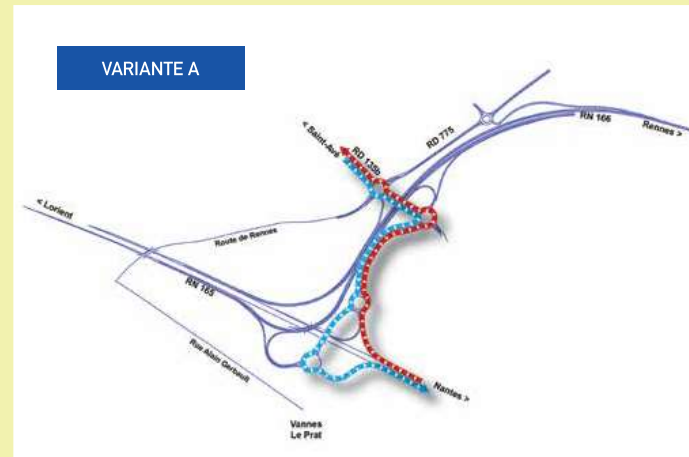 VARIANTE A
< Saint-Avé
RD 135b
RD 775
RN 166
Rennes >
< Lorient
Route de Rennes
RN 165
Rue Alain Gerbault
Nantes >
Vannes
Le Prat